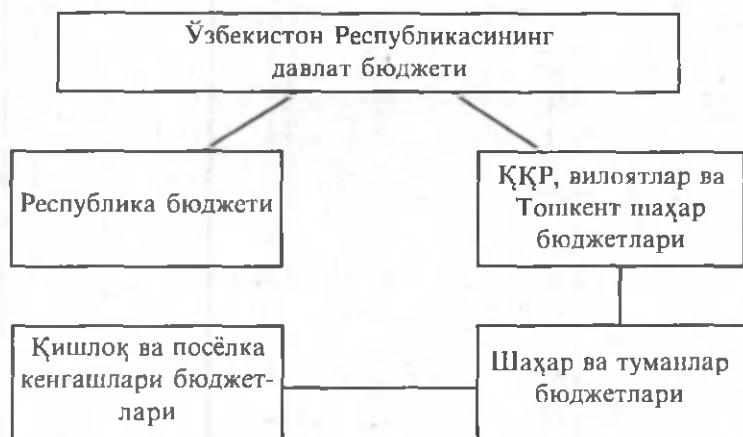 Ўзбекистон Республикасининг
давлат бюджети
Республика бюджети
ҚҚР, вилоятлар ва
Тошкент шаҳар
бюджетлари
Қишлоқ ва посёлка
кенгашлари бюджет-
лари
Шаҳар ва туманлар
бюджетлари